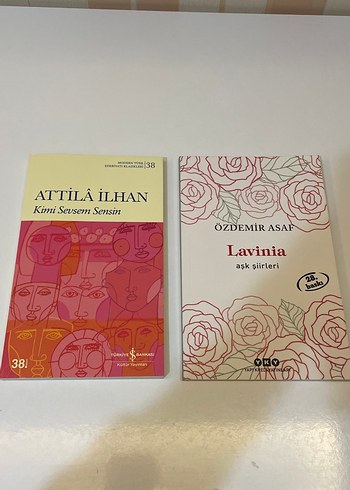 MODERN TÜRK
EDEBİYATI KLASİKLERİ
38
ATTİLÂ İLHAN
Kimi Sevsem Sensin
38.
TÜRKİYE İŞ BANKASI
Kültür Yayınları
ÖZDEMİR ASAF
Lavinia
aşk şiirleri
28.
baskı
YKY
YAPI KREDİ YAYINLARI